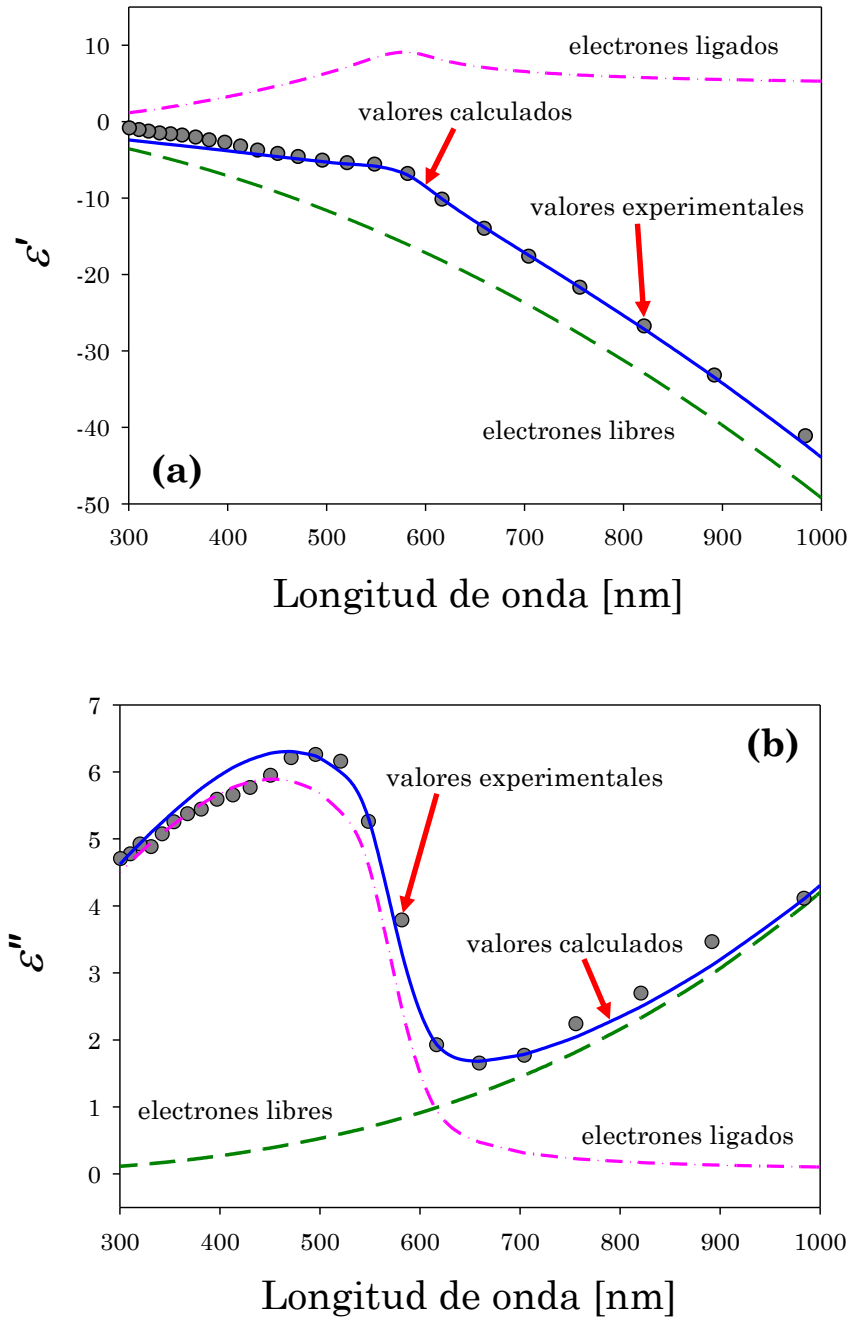 10
0
-10
-20
-30
-40
-50
ε'
electrones ligados
valores calculados
valores experimentales
electrones libres
(a)
300 400 500 600 700 800 900 1000
Longitud de onda [nm]
7
6
5
4
3
2
1
0
ε"
(b)
valores experimentales
valores calculados
electrones libres
electrones ligados
300 400 500 600 700 800 900 1000
Longitud de onda [nm]